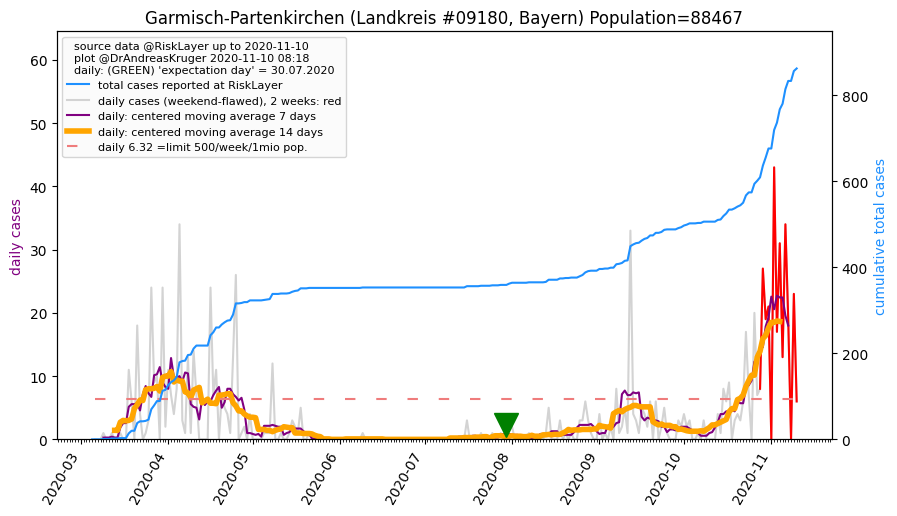 Garmisch-Partenkirchen (Landkreis #09180, Bayern) Population=88467
source data @RiskLayer up to 2020-11-10
plot @DrAndreasKruger 2020-11-10 08:18
daily: (GREEN) 'expectation day' = 30.07.2020
total cases reported at RiskLayer
daily cases (weekend-flawed), 2 weeks: red
daily: centered moving average 7 days
daily: centered moving average 14 days
daily 6.32 =limit 500/week/1mio pop.
daily cases
60
50
40
30
20
10
0
cumulative total cases
800
600
400
200
0
2020-03
2020-04
2020-05
2020-06
2020-07
2020-08
2020-09
2020-10
2020-11